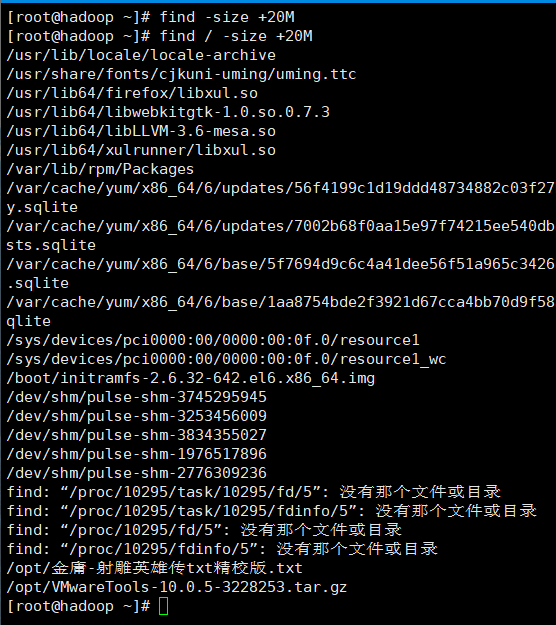 [root@hadoop ~]# find -size +20M
[root@hadoop ~]# find / -size +20M
/usr/lib/locale/locale-archive
/usr/share/fonts/cjkuni-uming/uming.ttc
/usr/lib64/firefox/libxul.so
/usr/lib64/libwebkitgtk-1.0.so.0.7.3
/usr/lib64/libLLVM-3.6-mesa.so
/usr/lib64/xulrunner/libxul.so
/var/lib/rpm/Packages
/var/cache/yum/x86_64/6/updates/56f4199c1d19ddd48734882c03f27
y.sqlite
/var/cache/yum/x86_64/6/updates/7002b68f0aa15e97f74215ee540db
sts.sqlite
/var/cache/yum/x86_64/6/base/5f7694d9c6c4a41dee56f51a965c3426
.sqlite
/var/cache/yum/x86_64/6/base/1aa8754bde2f3921d67cca4bb70d9f58
qlite
/sys/devices/pci0000:00/0000:00:0f.0/resource1
/sys/devices/pci0000:00/0000:00:0f.0/resource1_wc
/boot/initramfs-2.6.32-642.el6.x86_64.img
/dev/shm/pulse-shm-3745295945
/dev/shm/pulse-shm-3253456009
/dev/shm/pulse-shm-3834355027
/dev/shm/pulse-shm-1976517896
/dev/shm/pulse-shm-2776309236
find: “/proc/10295/task/10295/fd/5”: 没有那个文件或目录
find: “/proc/10295/task/10295/fdinfo/5”: 没有那个文件或目录
find: “/proc/10295/fd/5”: 没有那个文件或目录
find: “/proc/10295/fdinfo/5”: 没有那个文件或目录
/opt/金庸-射雕英雄传txt精校版.txt
/opt/VMwareTools-10.0.5-3228253.tar.gz
[root@hadoop ~]#